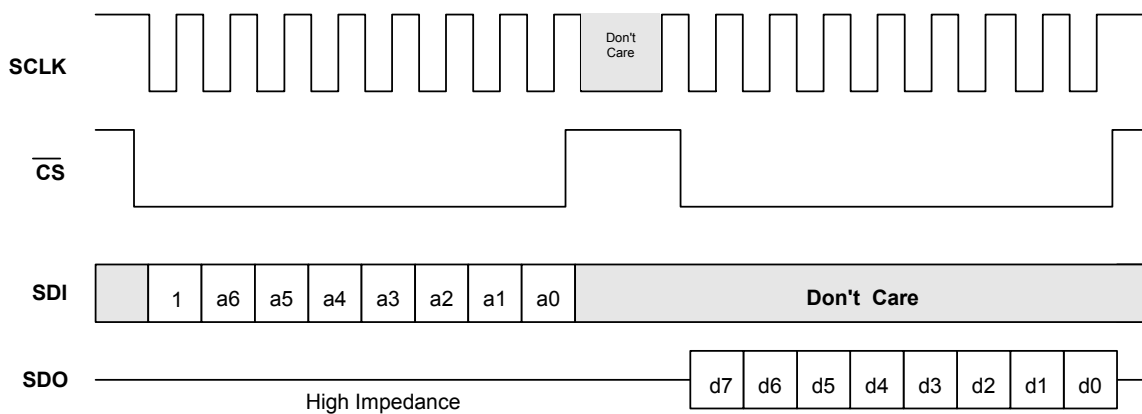 Don't
Care
SCLK
CS
SDI 1 a6 a5 a4 a3 a2 a1 a0 Don't Care
SDO d7 d6 d5 d4 d3 d2 d1 d0
High Impedance